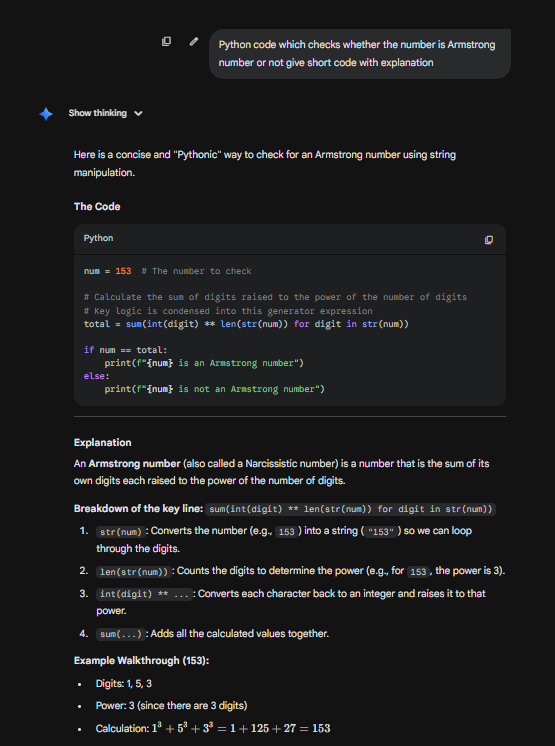 Python code which checks whether the number is Armstrong
number or not give short code with explanation
Show thinking
Here is a concise and "Pythonic" way to check for an Armstrong number using string
manipulation.
The Code
Python
num = 153  # The number to check
# Calculate the sum of digits raised to the power of the number of digits
# Key logic is condensed into this generator expression
total = sum(int(digit) ** len(str(num)) for digit in str(num))
if num == total:
    print(f"{num} is an Armstrong number")
else:
    print(f"{num} is not an Armstrong number")
Explanation
An Armstrong number (also called a Narcissistic number) is a number that is the sum of its
own digits each raised to the power of the number of digits.
Breakdown of the key line: sum(int(digit) ** len(str(num)) for digit in str(num))
1. str(num) : Converts the number (e.g., 153 ) into a string ( "153" ) so we can loop
through the digits.
2. len(str(num)) : Counts the digits to determine the power (e.g., for 153 , the power is 3).
3. int(digit) ** ... : Converts each character back to an integer and raises it to that
power.
4. sum(...) : Adds all the calculated values together.
Example Walkthrough (153):
• Digits: 1, 5, 3
• Power: 3 (since there are 3 digits)
• Calculation: 1³ + 5³ + 3³ = 1 + 125 + 27 = 153